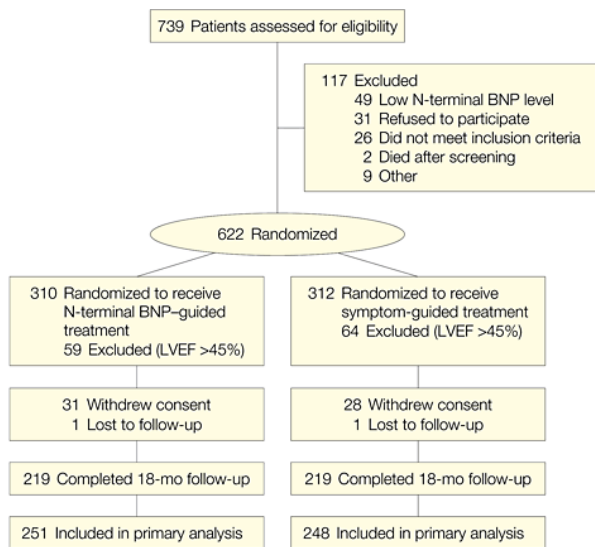 739 Patients assessed for eligibility
117 Excluded
49 Low N-terminal BNP level
31 Refused to participate
26 Did not meet inclusion criteria
2 Died after screening
9 Other
622 Randomized
310 Randomized to receive
N-terminal BNP–guided
treatment
59 Excluded (LVEF >45%)
312 Randomized to receive
symptom-guided treatment
64 Excluded (LVEF >45%)
31 Withdrew consent
1 Lost to follow-up
28 Withdrew consent
1 Lost to follow-up
219 Completed 18-mo follow-up
219 Completed 18-mo follow-up
251 Included in primary analysis
248 Included in primary analysis